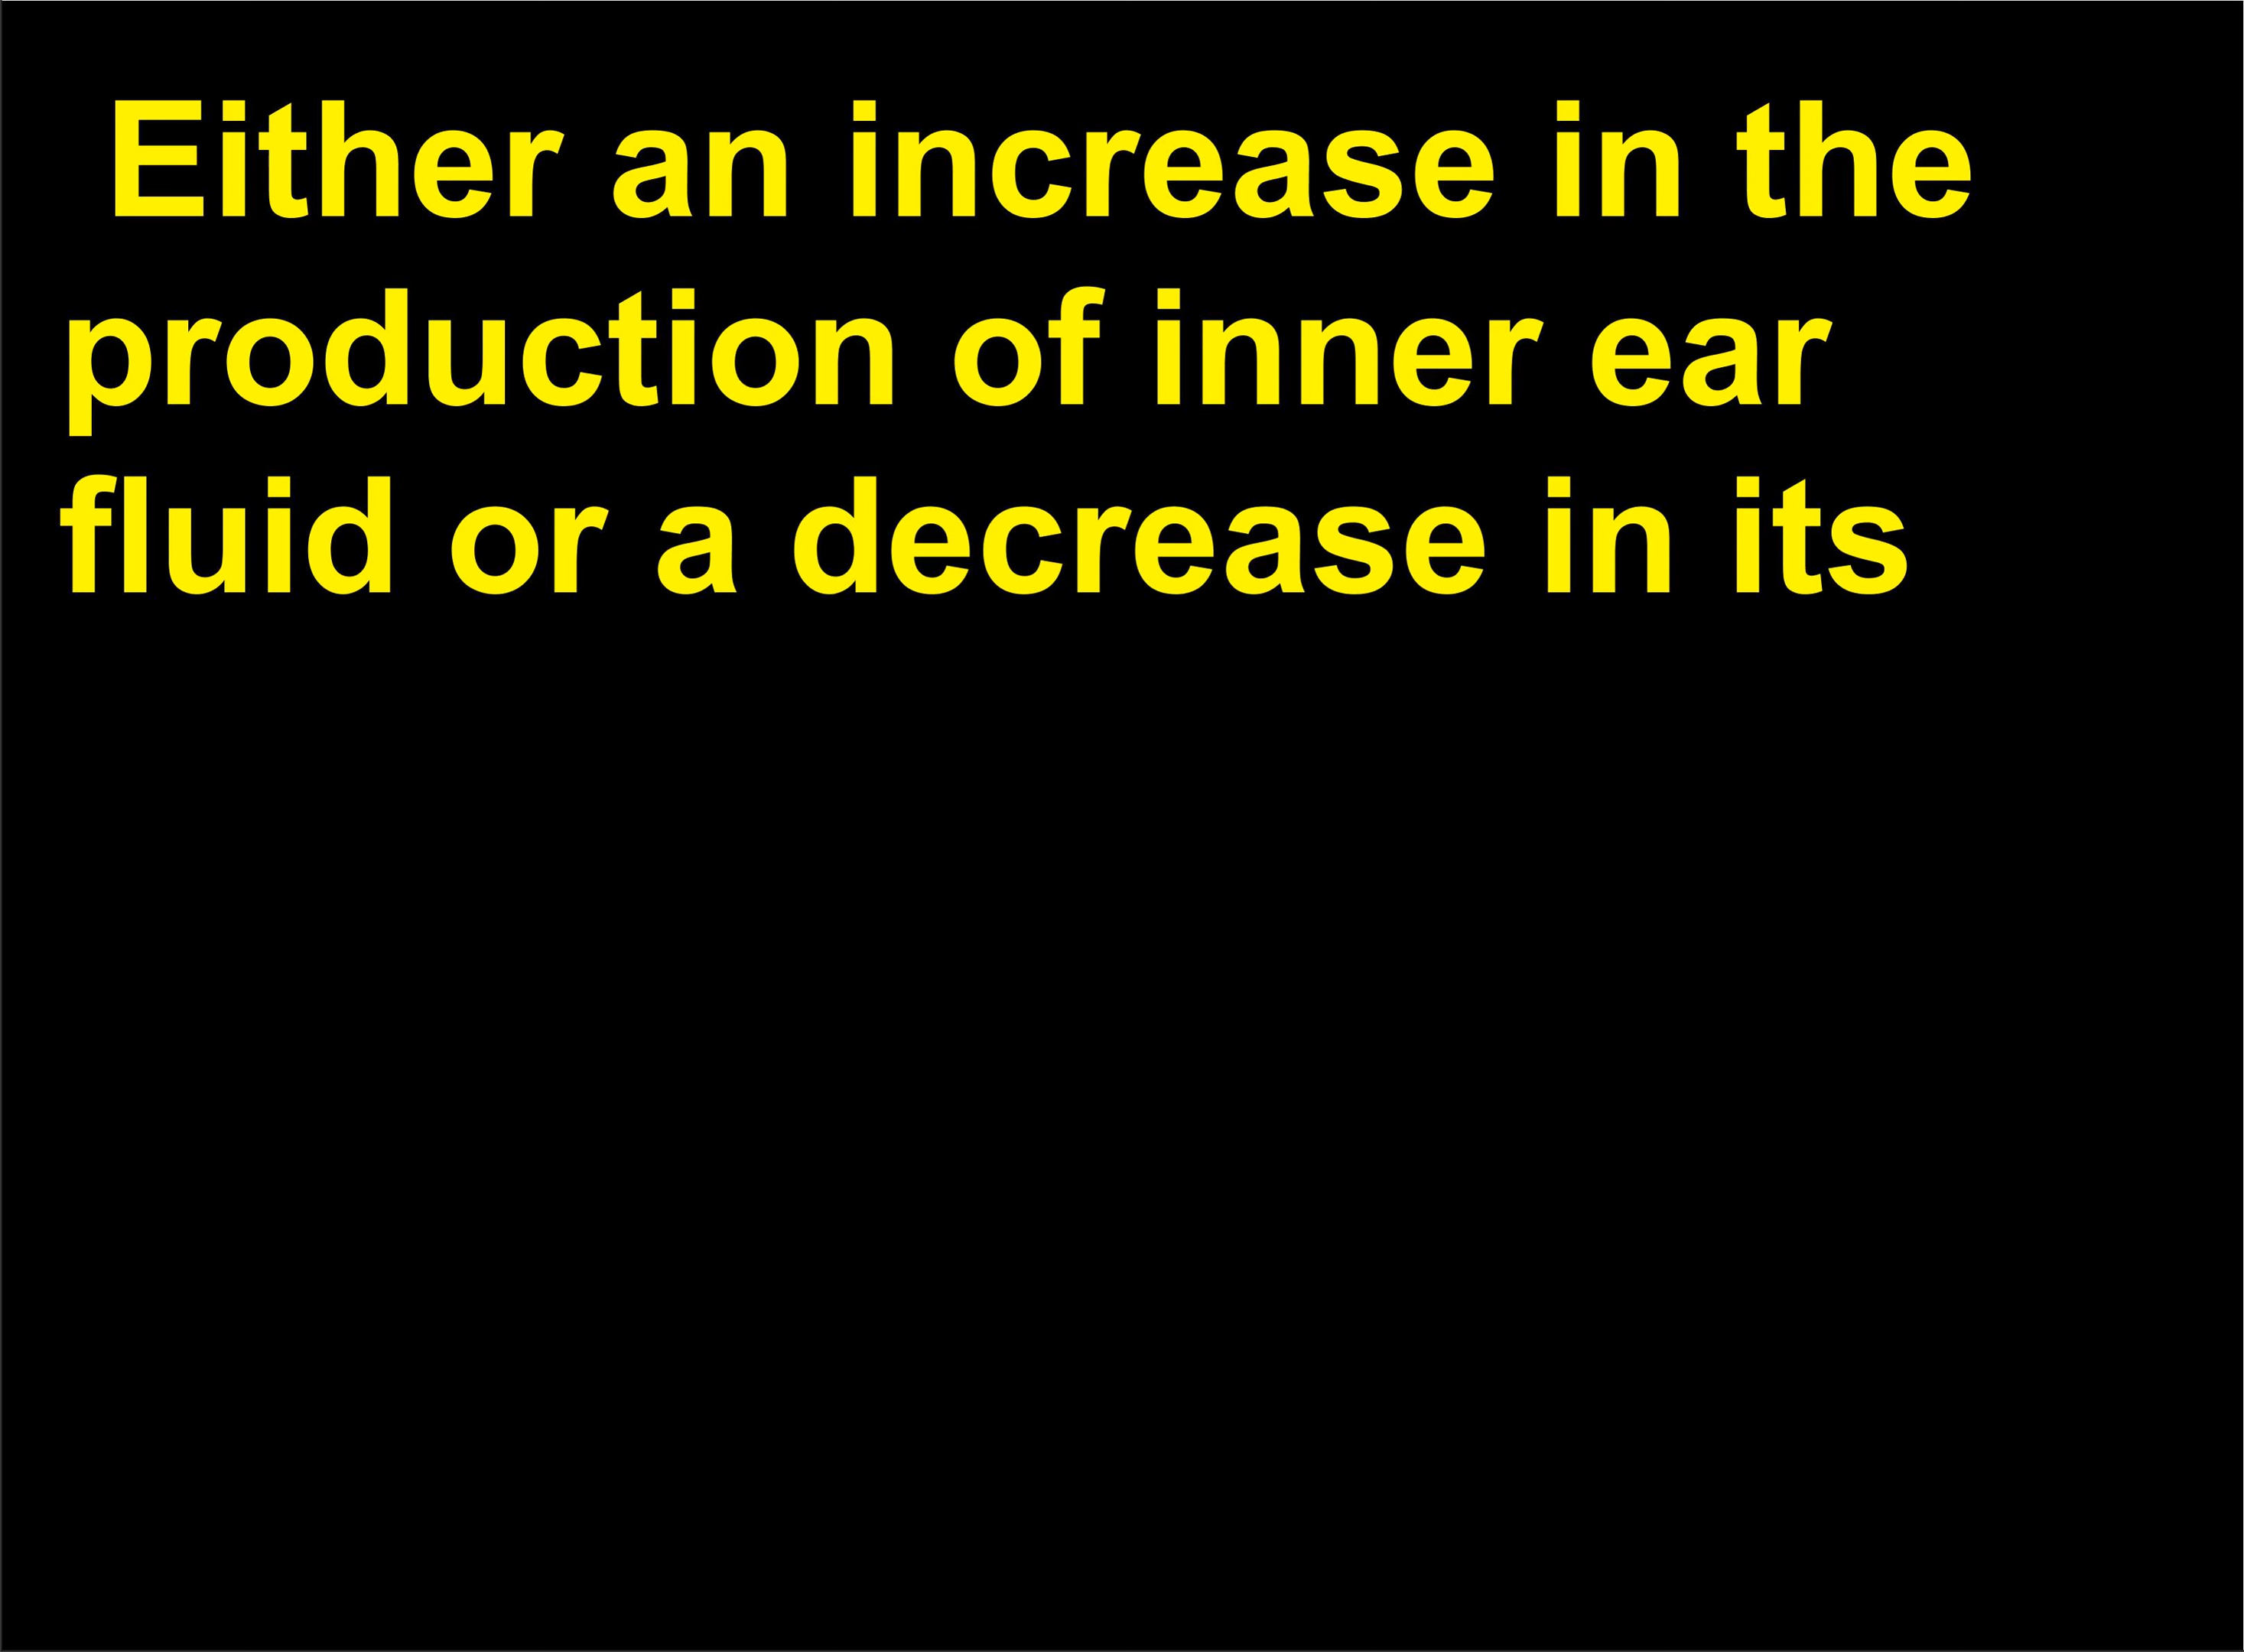 Either an increase in the
production of inner ear
fluid or a decrease in its